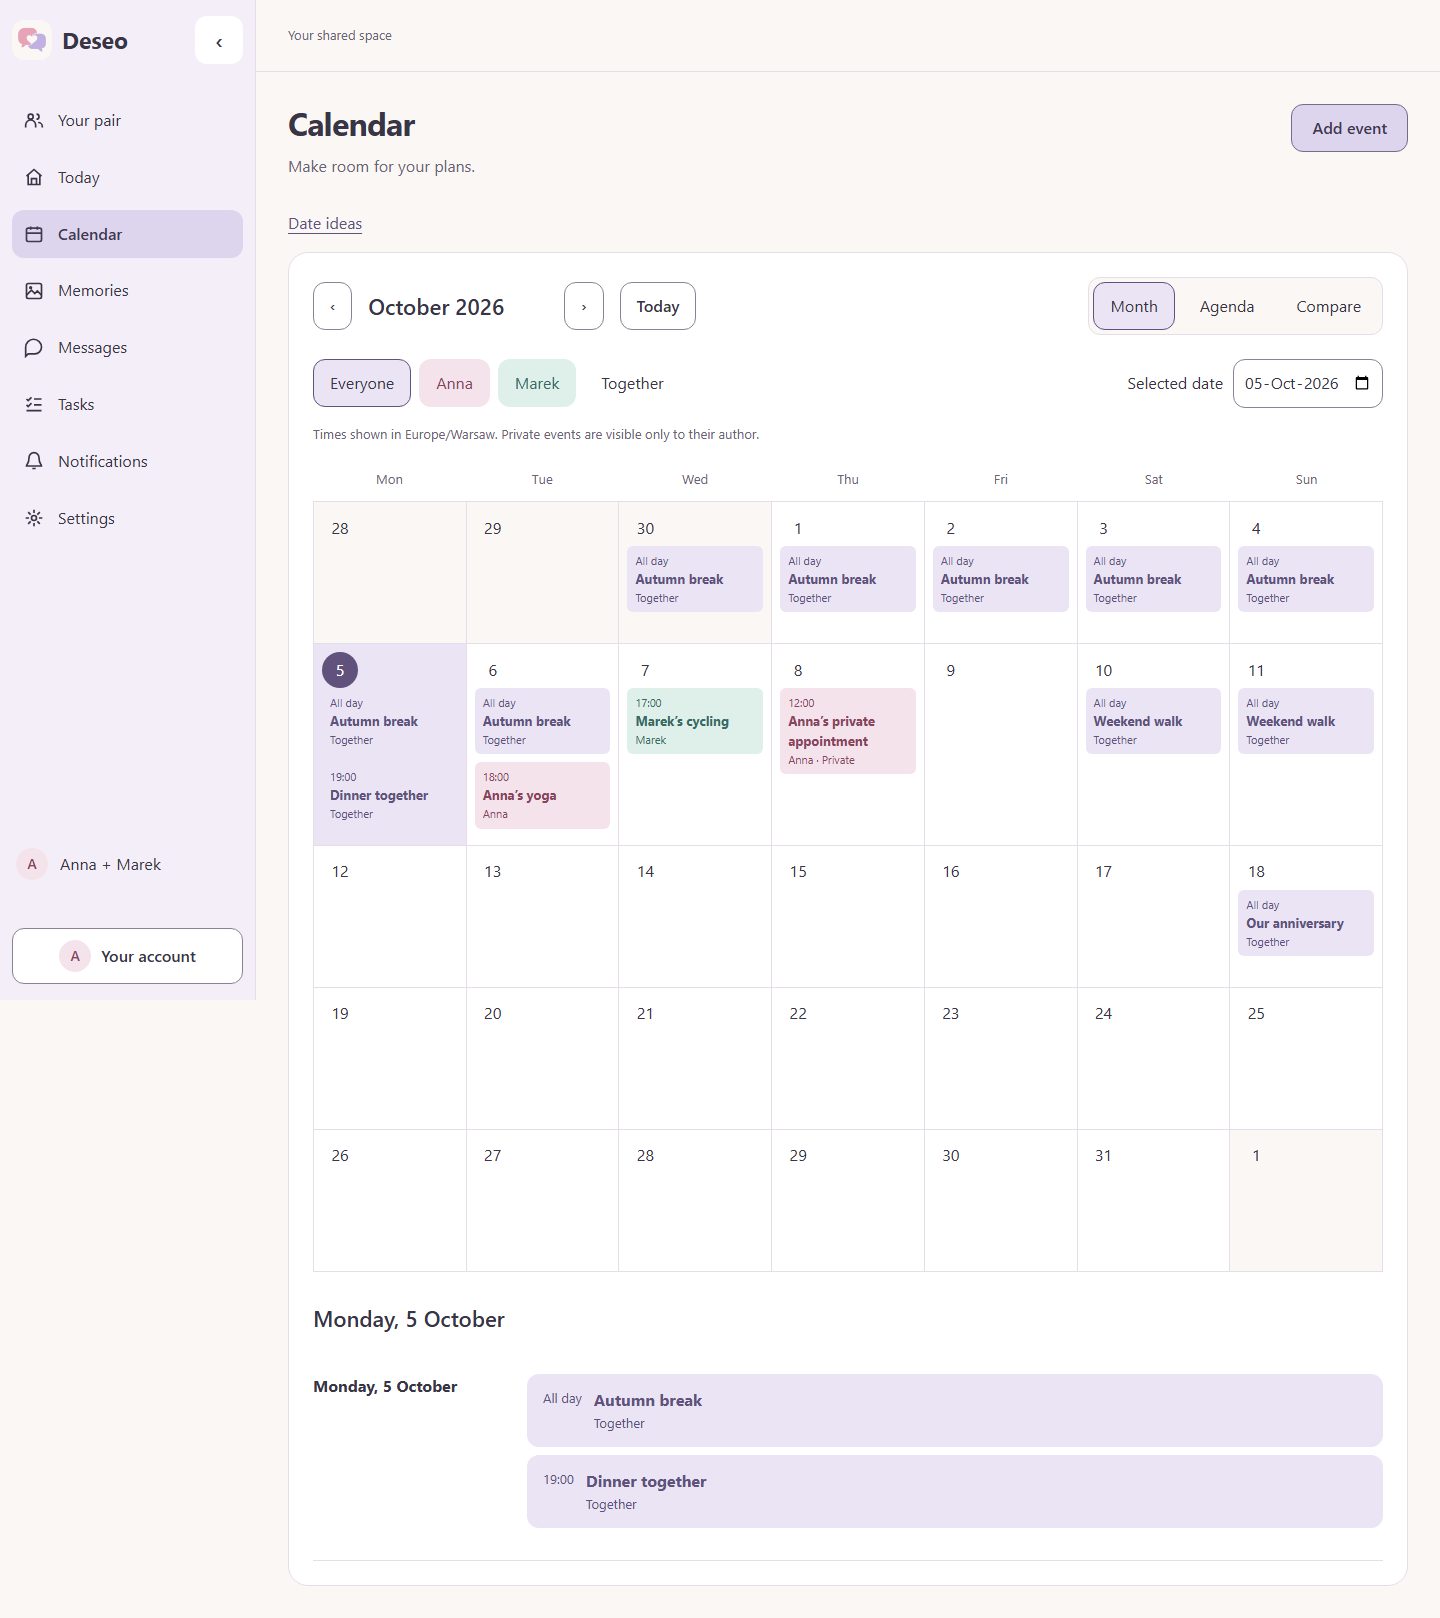 Deseo
‹
Your shared space
Your pair
Today
Calendar
Memories
Messages
Tasks
Notifications
Settings
A Anna + Marek
A Your account
Calendar
Make room for your plans.
Add event
Date ideas
‹ October 2026 › Today
Month Agenda Compare
Everyone Anna Marek Together
Selected date 05-Oct-2026
Times shown in Europe/Warsaw. Private events are visible only to their author.
Mon Tue Wed Thu Fri Sat Sun
28
29
30
All day
Autumn break
Together
1
All day
Autumn break
Together
2
All day
Autumn break
Together
3
All day
Autumn break
Together
4
All day
Autumn break
Together
5
All day
Autumn break
Together
19:00
Dinner together
Together
6
All day
Autumn break
Together
18:00
Anna’s yoga
Anna
7
17:00
Marek’s cycling
Marek
8
12:00
Anna’s private
appointment
Anna · Private
9
10
All day
Weekend walk
Together
11
All day
Weekend walk
Together
12
13
14
15
16
17
18
All day
Our anniversary
Together
19
20
21
22
23
24
25
26
27
28
29
30
31
1
Monday, 5 October
Monday, 5 October
All day Autumn break
Together
19:00 Dinner together
Together